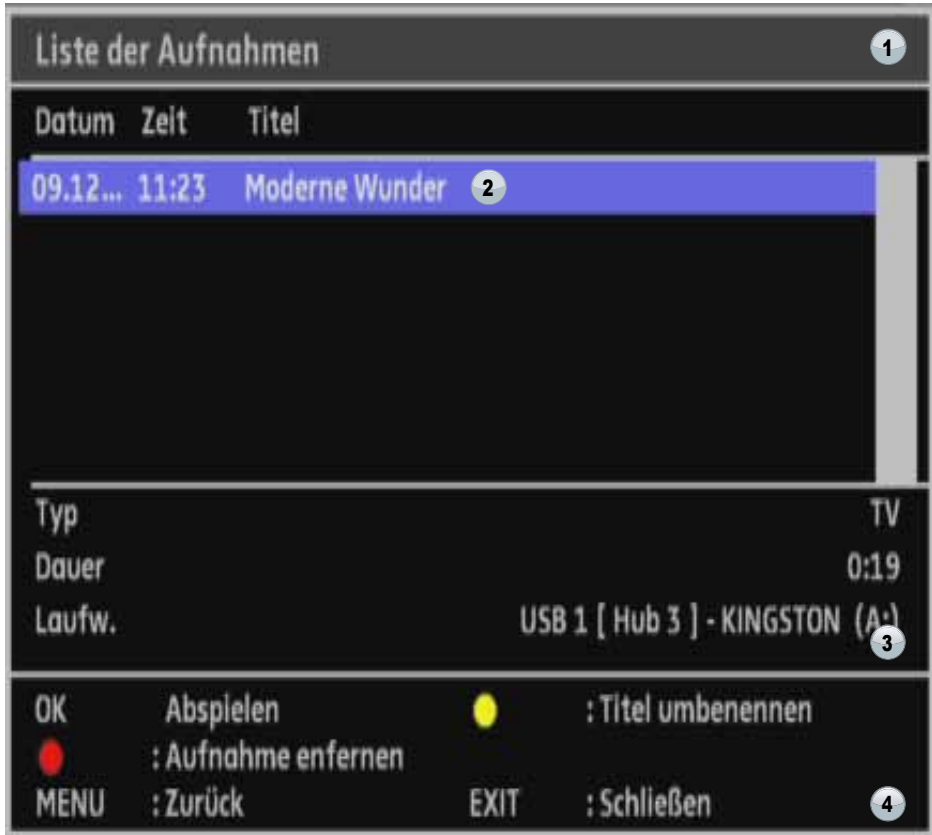 Liste der Aufnahmen 1
Datum Zeit Titel
09.12... 11:23 Moderne Wunder 2
Typ TV
Dauer 0:19
Laufw. USB 1 [ Hub 3 ] - KINGSTON (A:)
3
OK Abspielen : Titel umbenennen
: Aufnahme enfernen
MENU : Zurück EXIT : Schließen 4